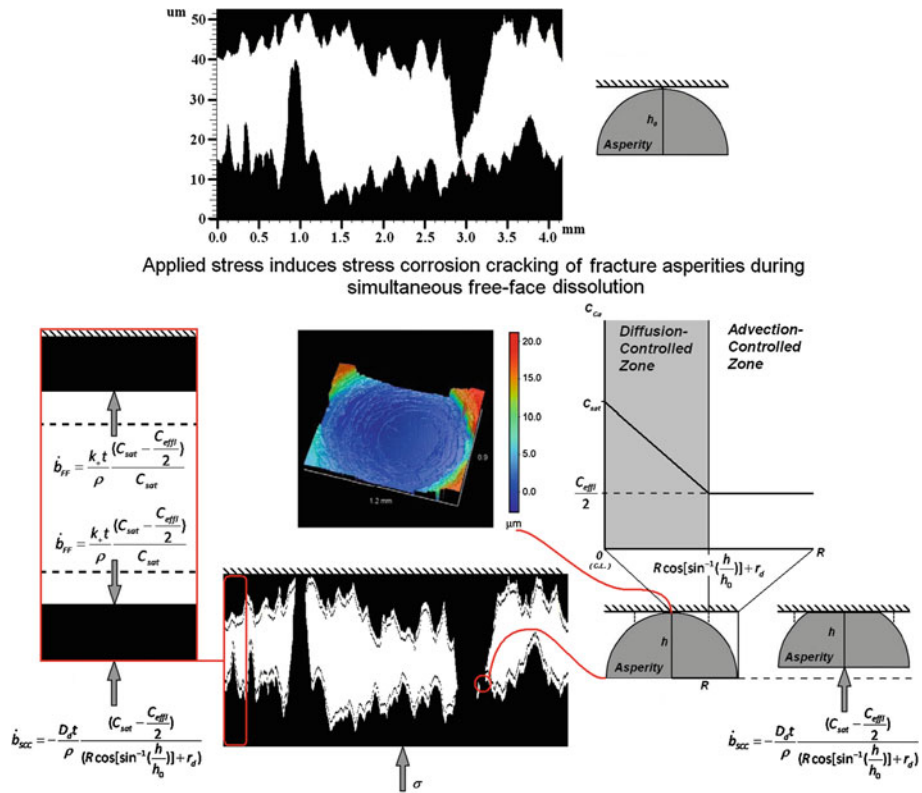 um
50
40
30
20
10
0
0.0 0.5 1.0 1.5 2.0 2.5 3.0 3.5 4.0
mm
h₀
Asperity
Applied stress induces stress corrosion cracking of fracture asperities during
simultaneous free-face dissolution
ḃ_FF = (k₊t / ρ) (C_sat − C_effl/2) / C_sat
ḃ_FF = (k₊t / ρ) (C_sat − C_effl/2) / C_sat
ḃ_SCC = −(D_d t / ρ) (C_sat − C_effl/2) / (R cos[sin⁻¹(h/h₀)] + r_d)
20.0
15.0
10.0
5.0
0.0
µm
0.9
1.2 mm
σ
C_Ca
Diffusion-
Controlled
Zone
Advection-
Controlled
Zone
C_sat
C_effl/2
0
(C.L.)
R
R cos[sin⁻¹(h/h₀)] + r_d
h
Asperity
R
h
Asperity
ḃ_SCC = −(D_d t / ρ) (C_sat − C_effl/2) / (R cos[sin⁻¹(h/h₀)] + r_d)